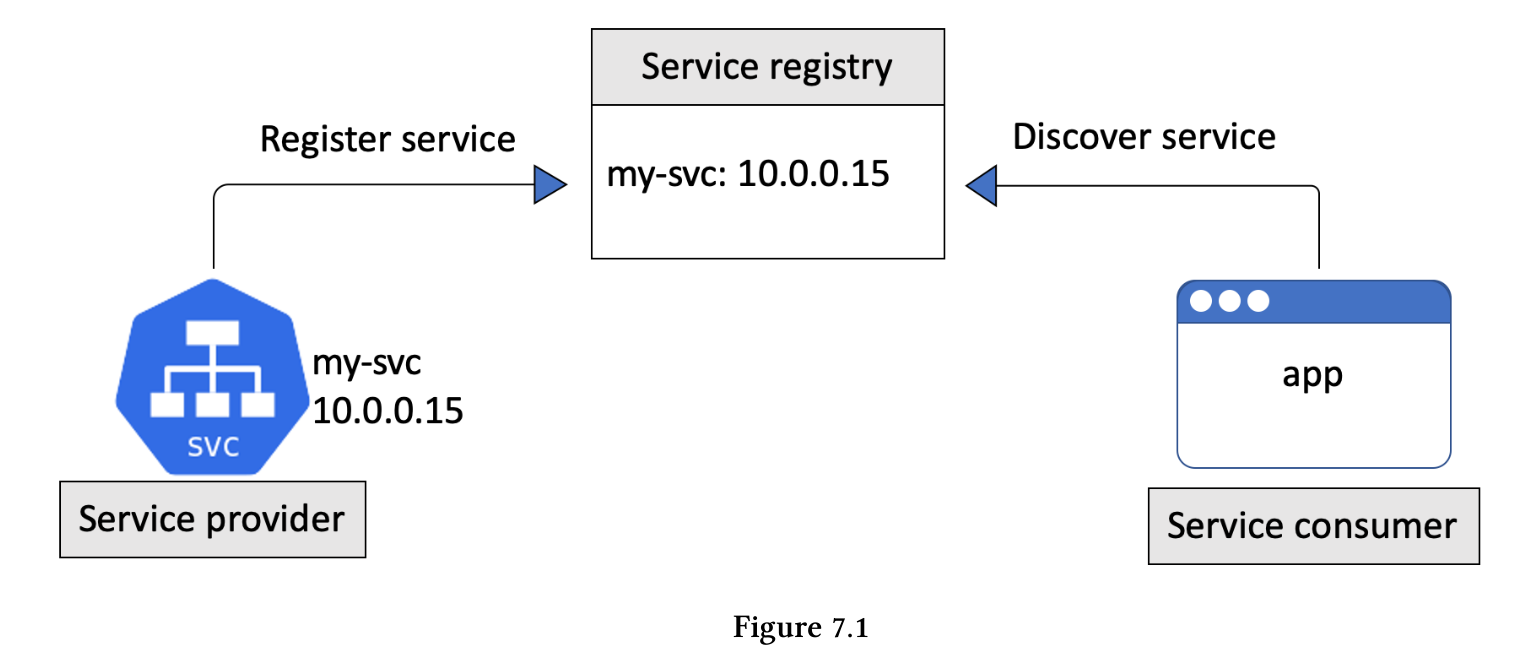 Service registry
Register service
Discover service
my-svc: 10.0.0.15
my-svc
10.0.0.15
svc
app
Service provider
Service consumer
Figure 7.1